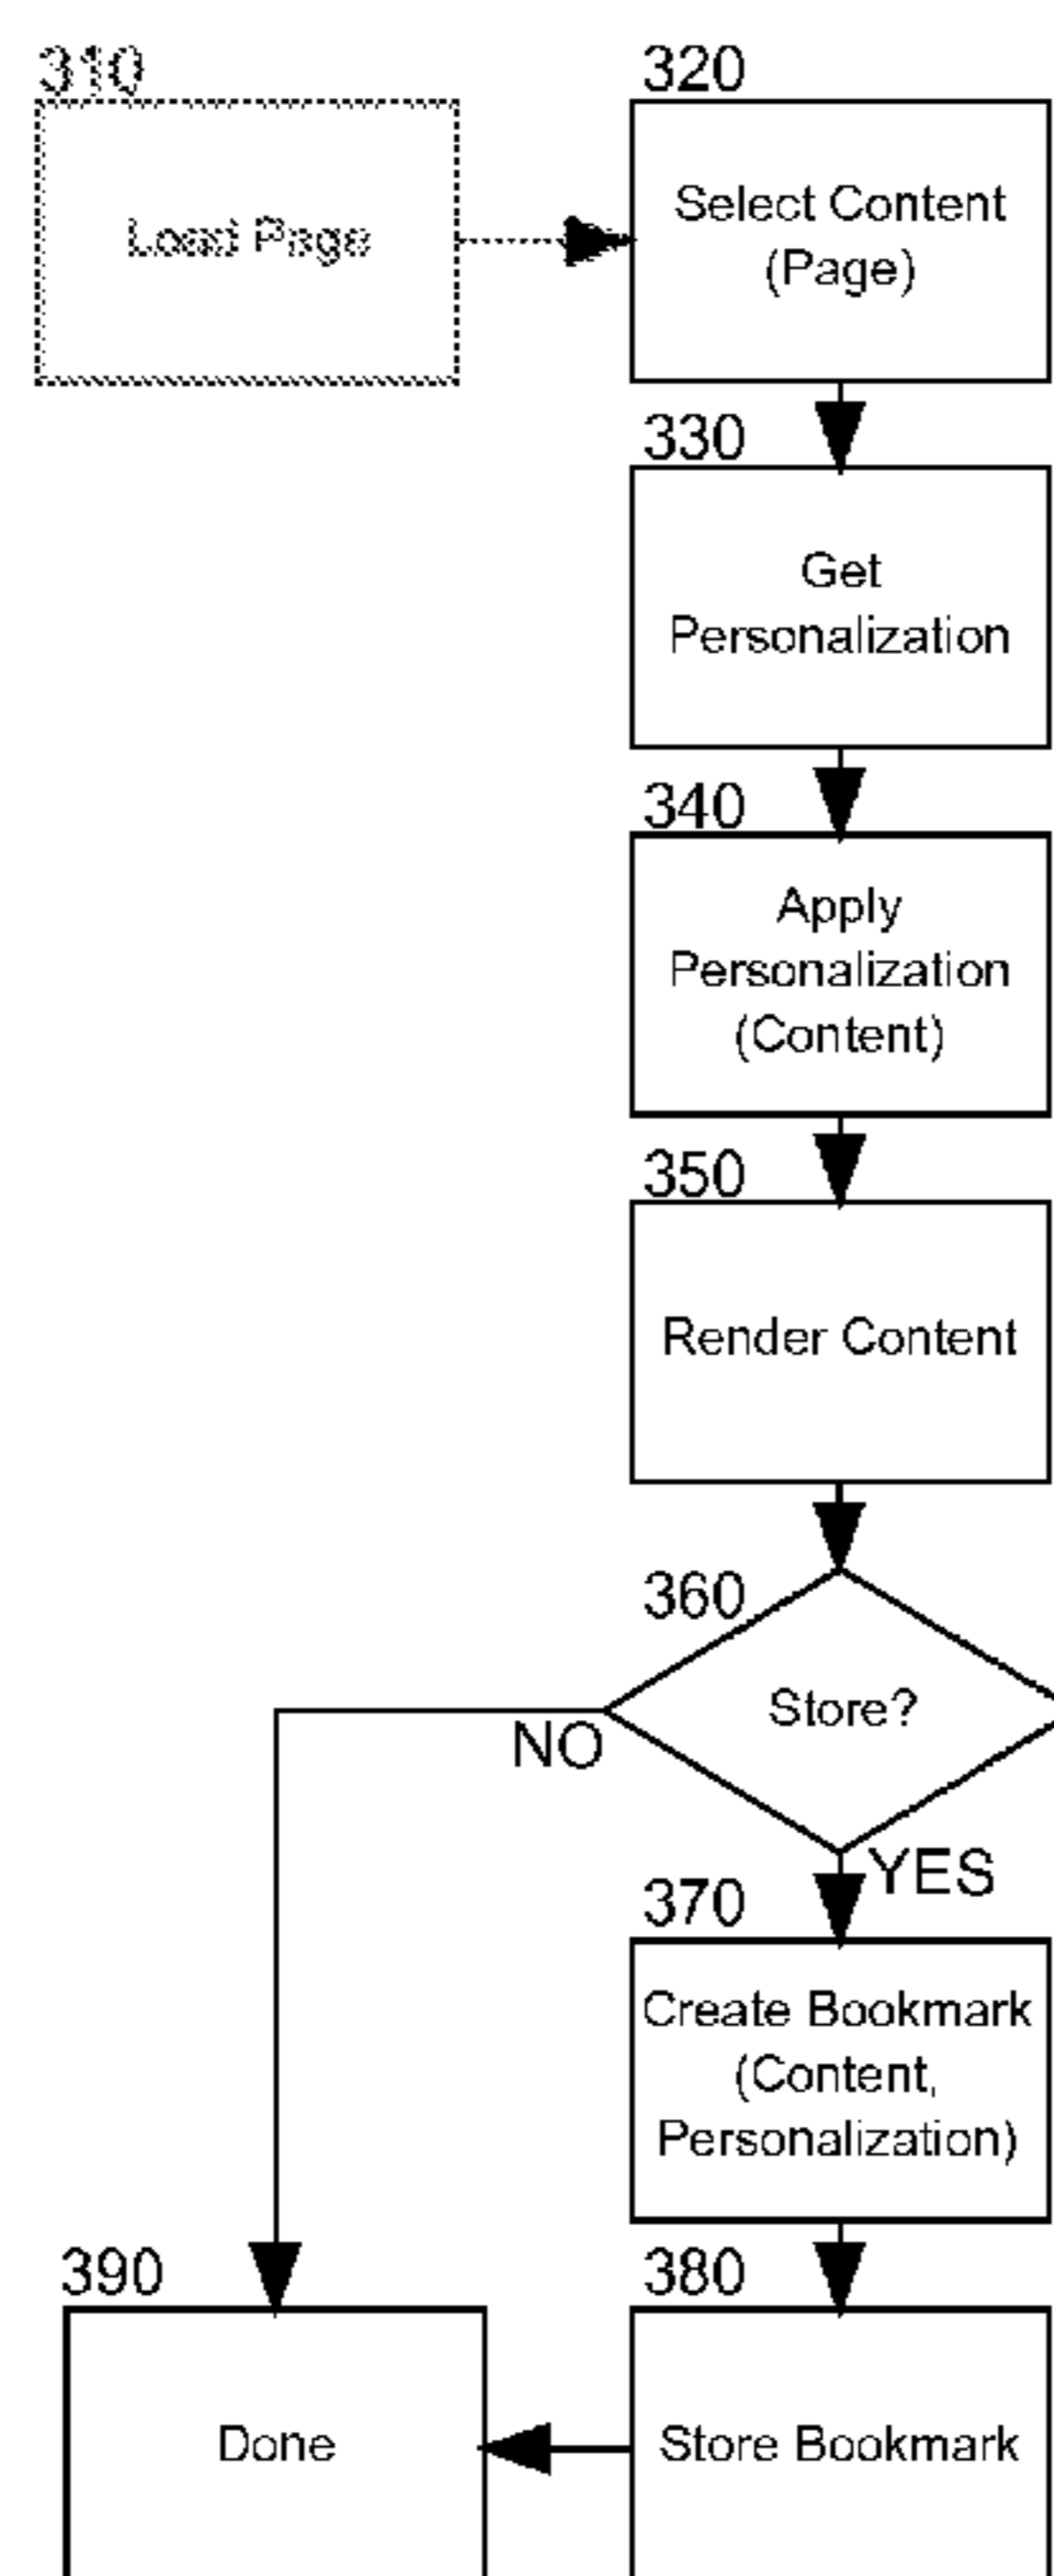 310
Load Page
320
Select Content
(Page)
330
Get
Personalization
340
Apply
Personalization
(Content)
350
Render Content
360
Store?
NO
YES
370
Create Bookmark
(Content,
Personalization)
380
Store Bookmark
390
Done